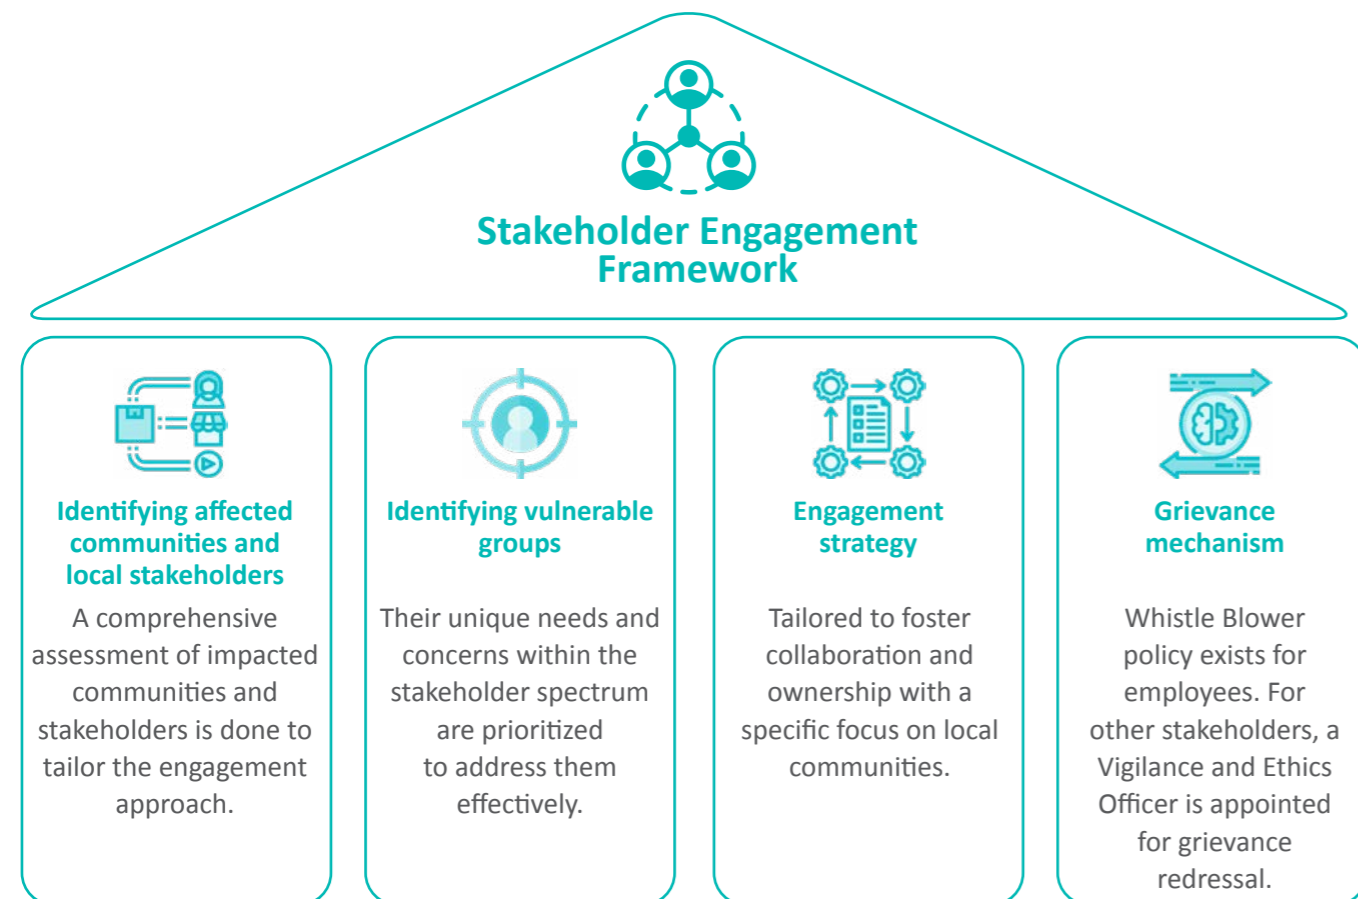 Stakeholder Engagement
Framework
Identifying affected
communities and
local stakeholders
A comprehensive
assessment of impacted
communities and
stakeholders is done to
tailor the engagement
approach.
Identifying vulnerable
groups
Their unique needs and
concerns within the
stakeholder spectrum
are prioritized
to address them
effectively.
Engagement
strategy
Tailored to foster
collaboration and
ownership with a
specific focus on local
communities.
Grievance
mechanism
Whistle Blower
policy exists for
employees. For
other stakeholders, a
Vigilance and Ethics
Officer is appointed
for grievance
redressal.